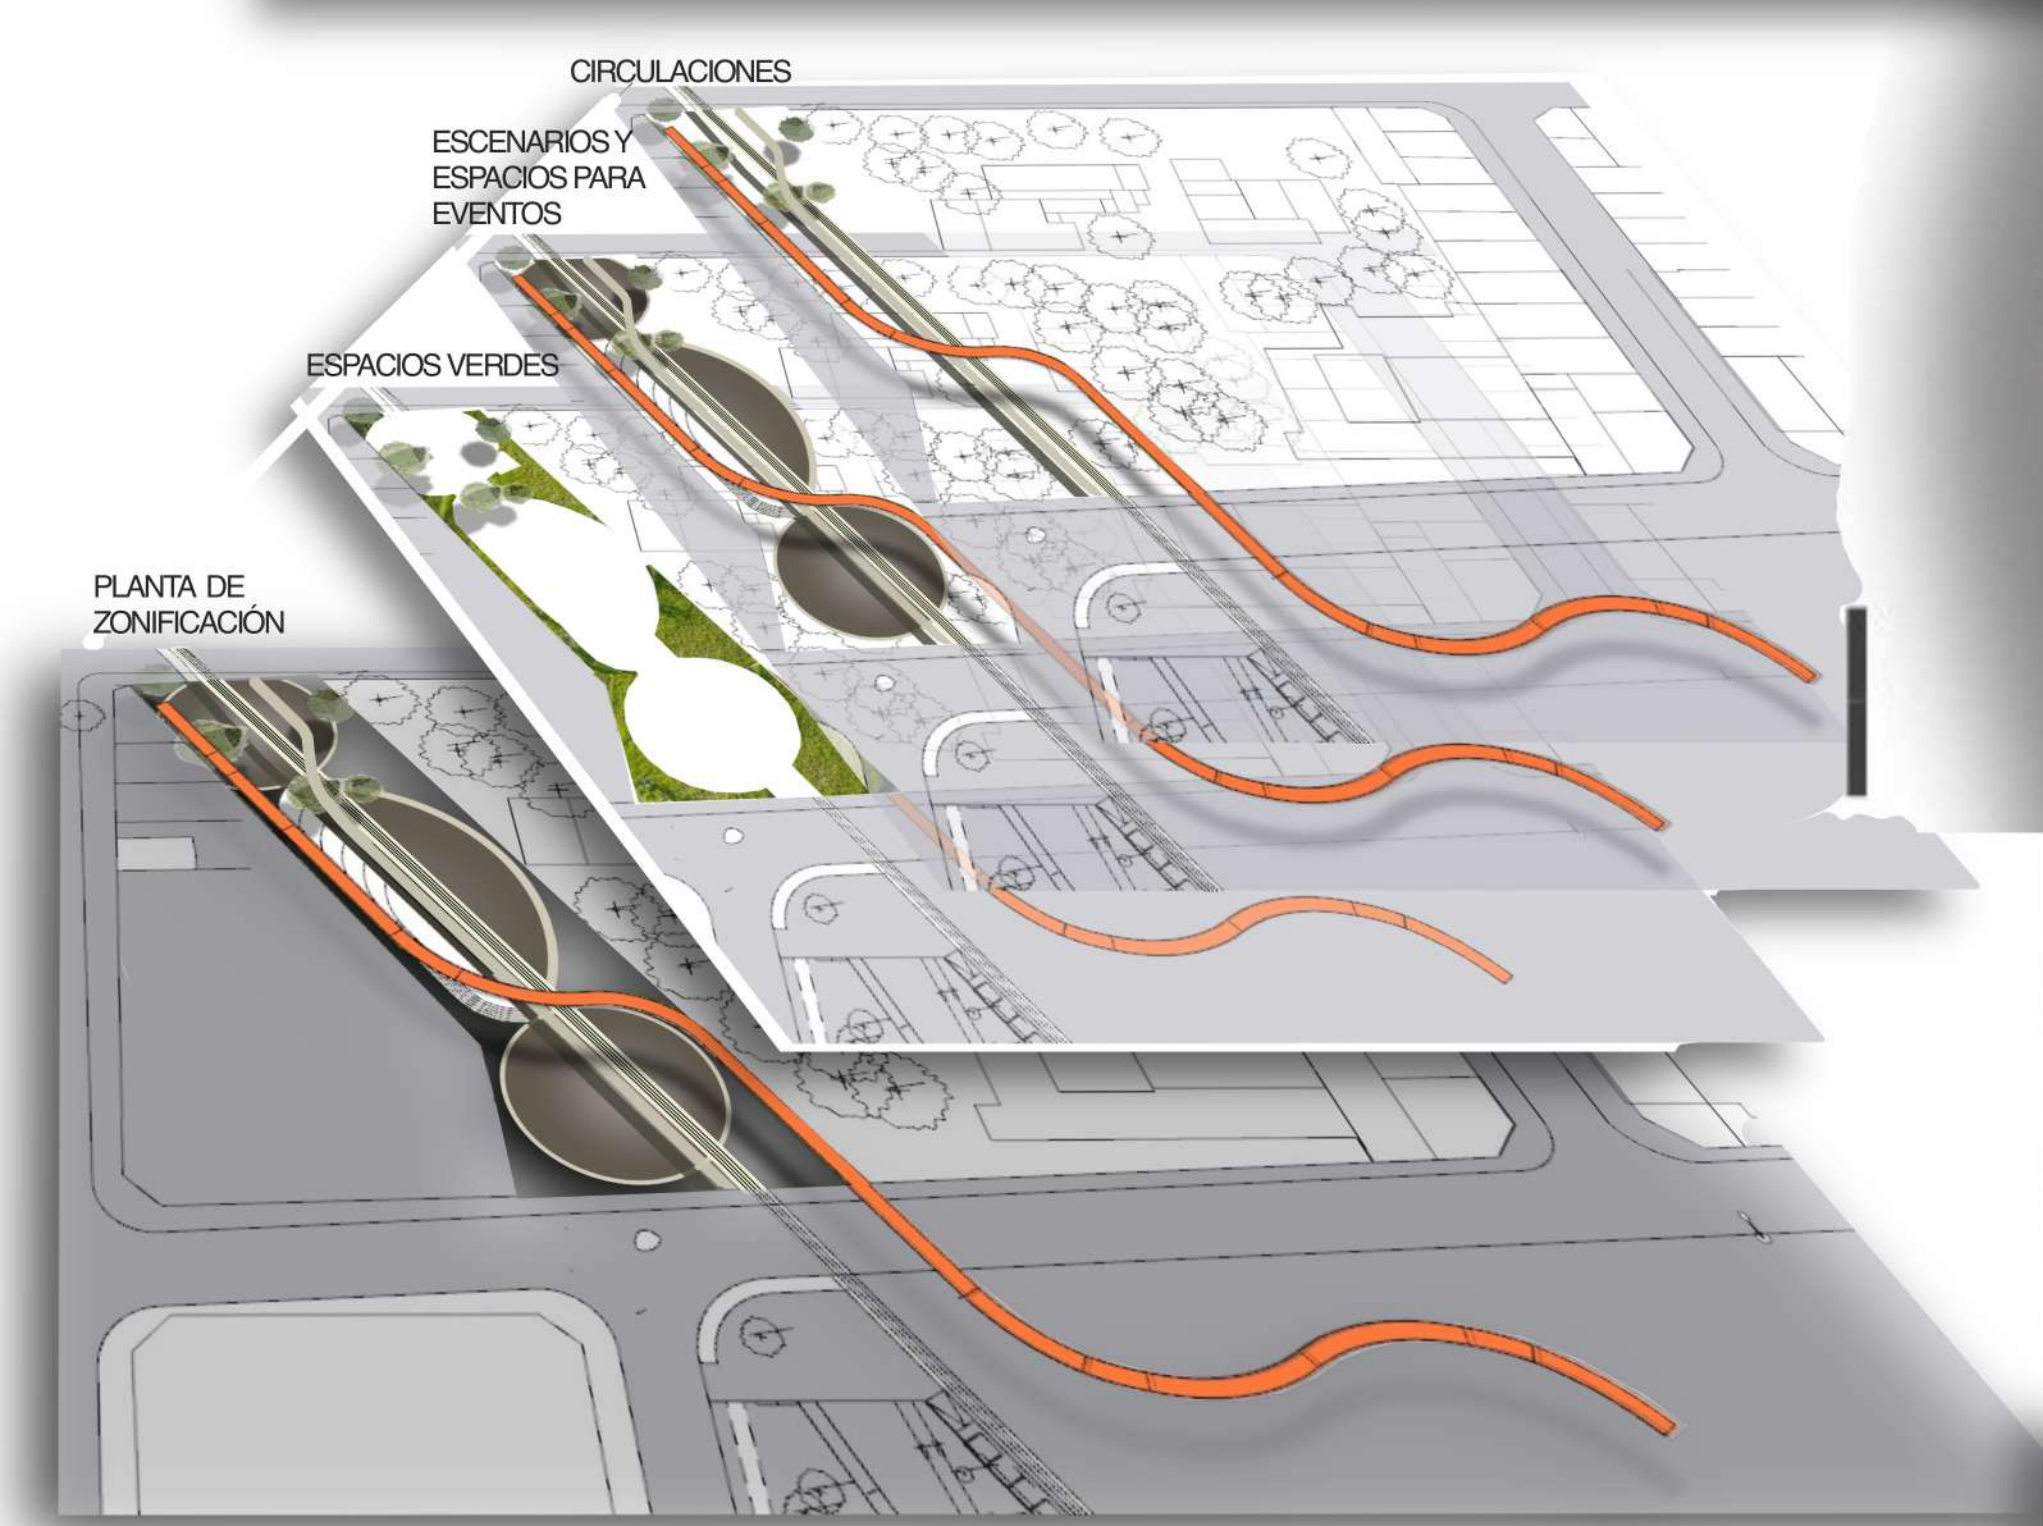 CIRCULACIONES
ESCENARIOS Y
ESPACIOS PARA
EVENTOS
ESPACIOS VERDES
PLANTA DE
ZONIFICACIÓN